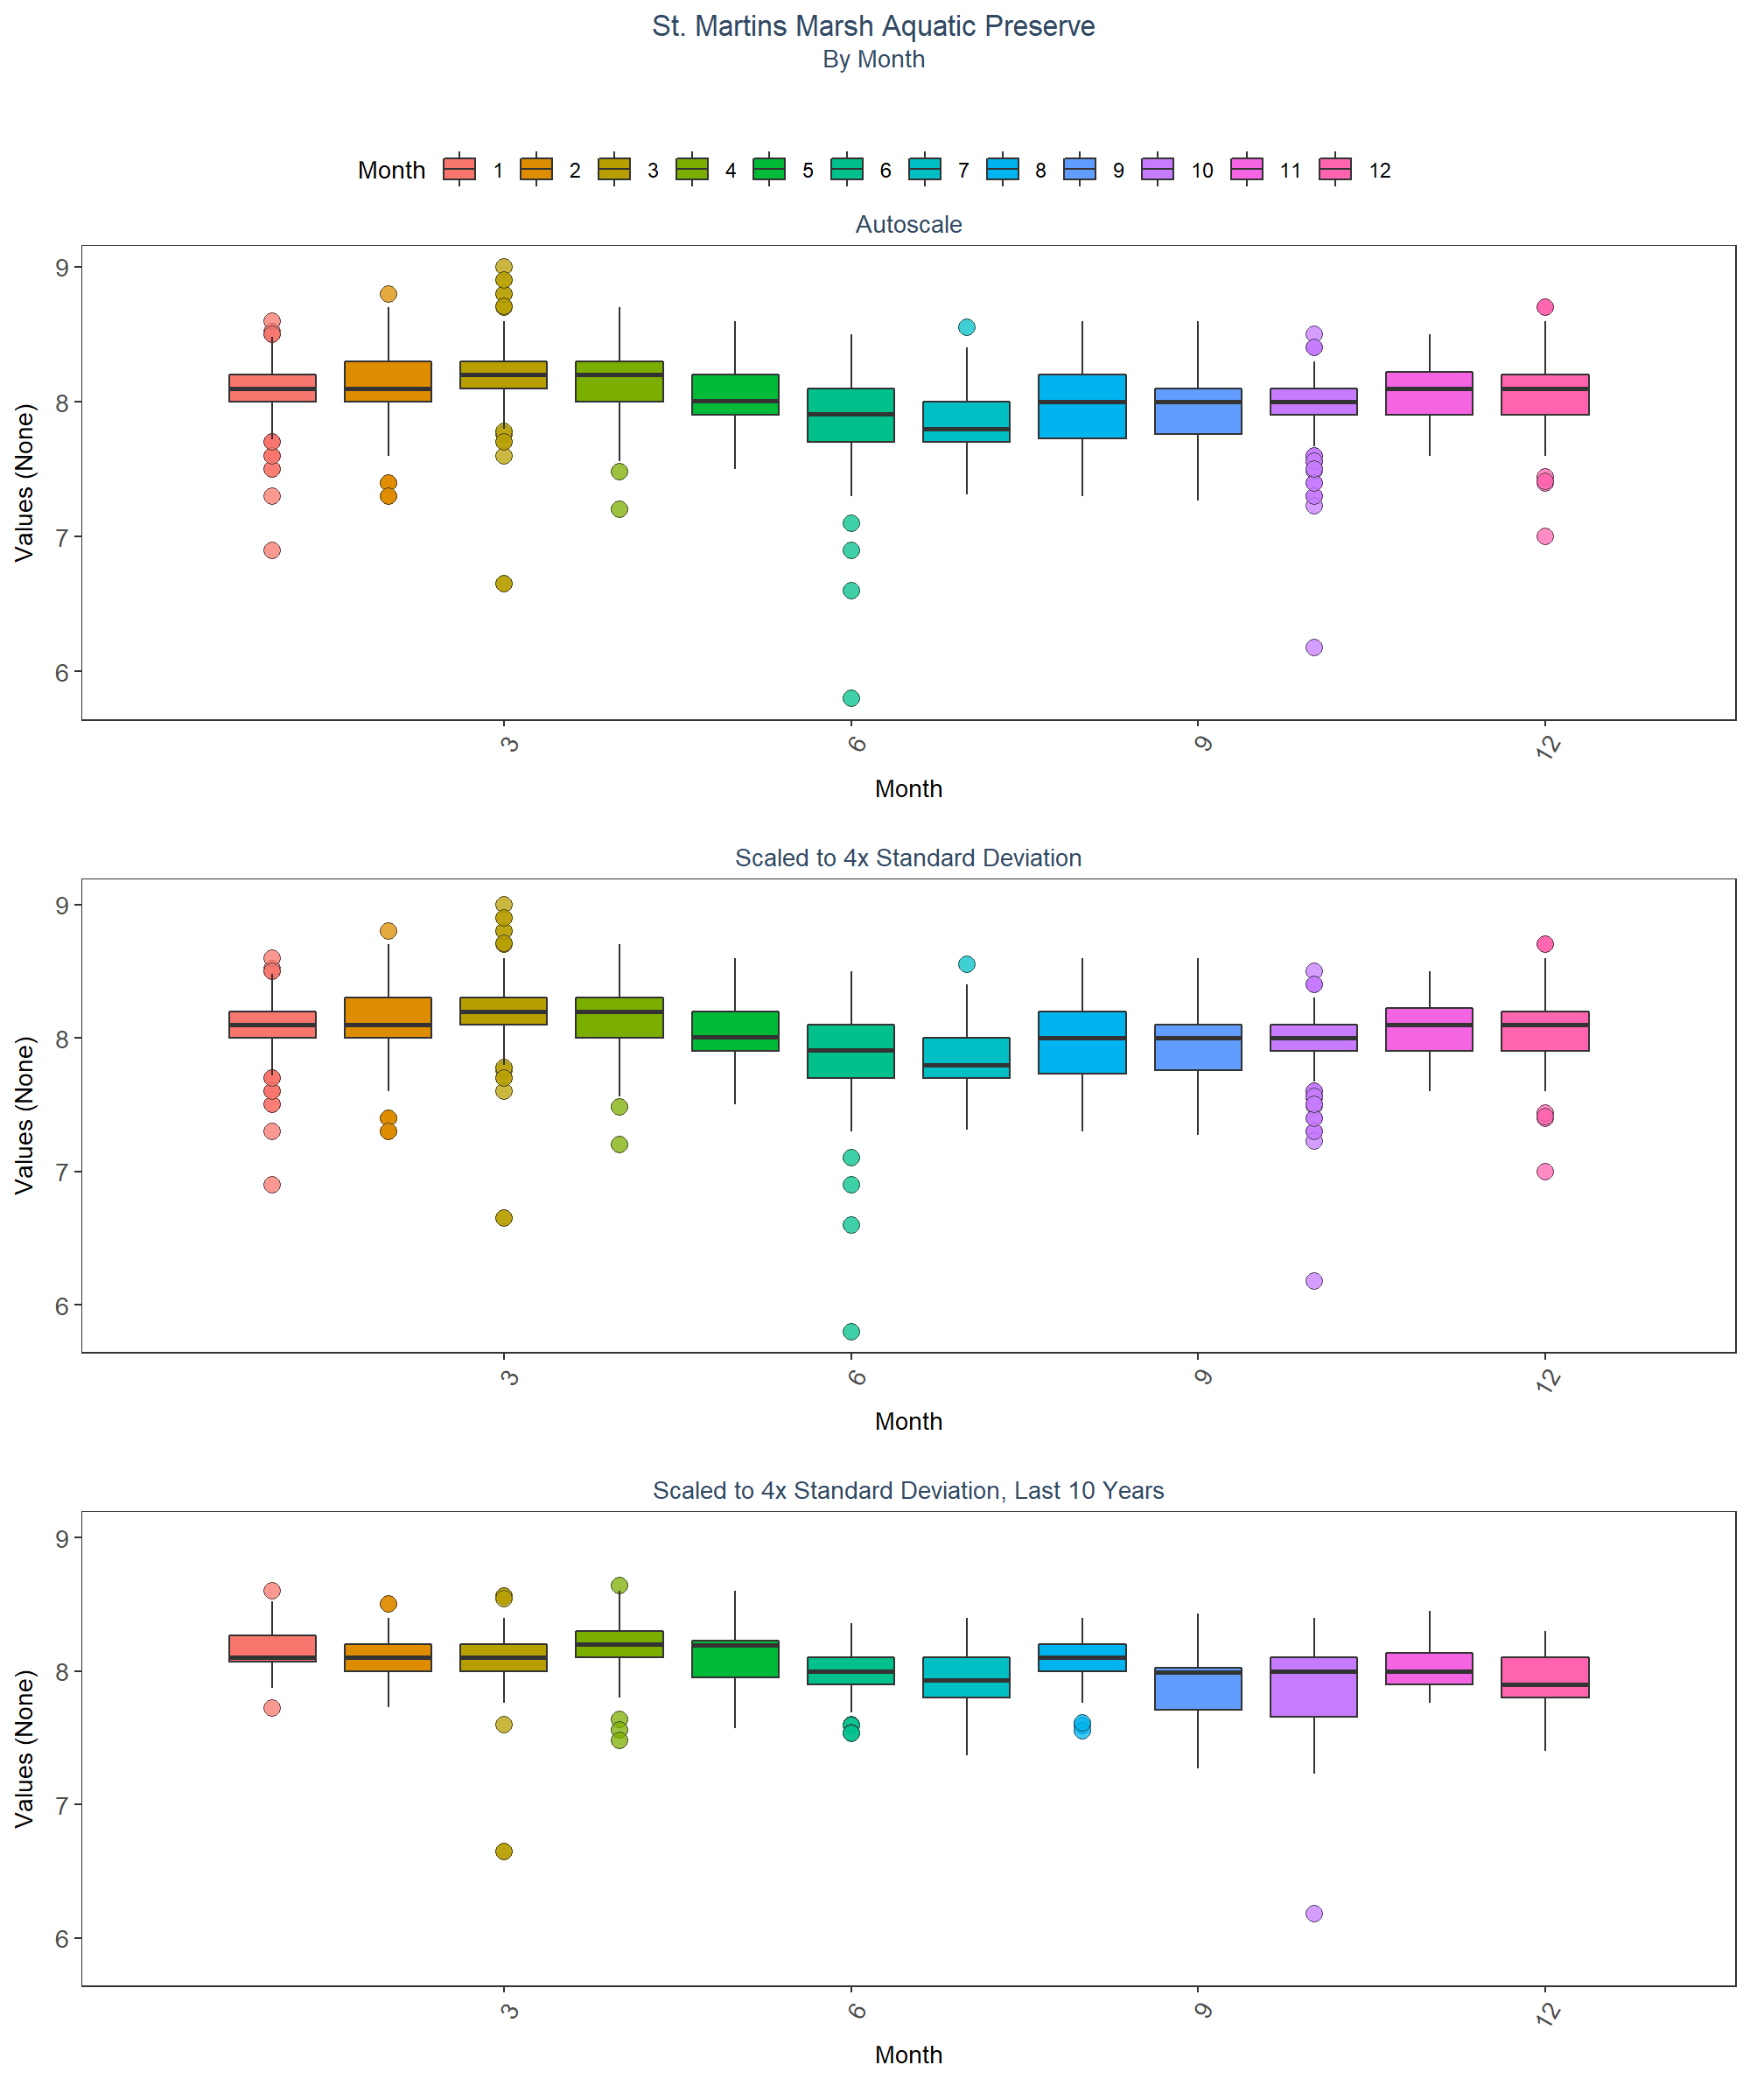 St. Martins Marsh Aquatic Preserve
By Month
Month 1 2 3 4 5 6 7 8 9 10 11 12
Autoscale
Values (None)
9
8
7
6
3 6 9 12
Month
Scaled to 4x Standard Deviation
Values (None)
9
8
7
6
3 6 9 12
Month
Scaled to 4x Standard Deviation, Last 10 Years
Values (None)
9
8
7
6
3 6 9 12
Month